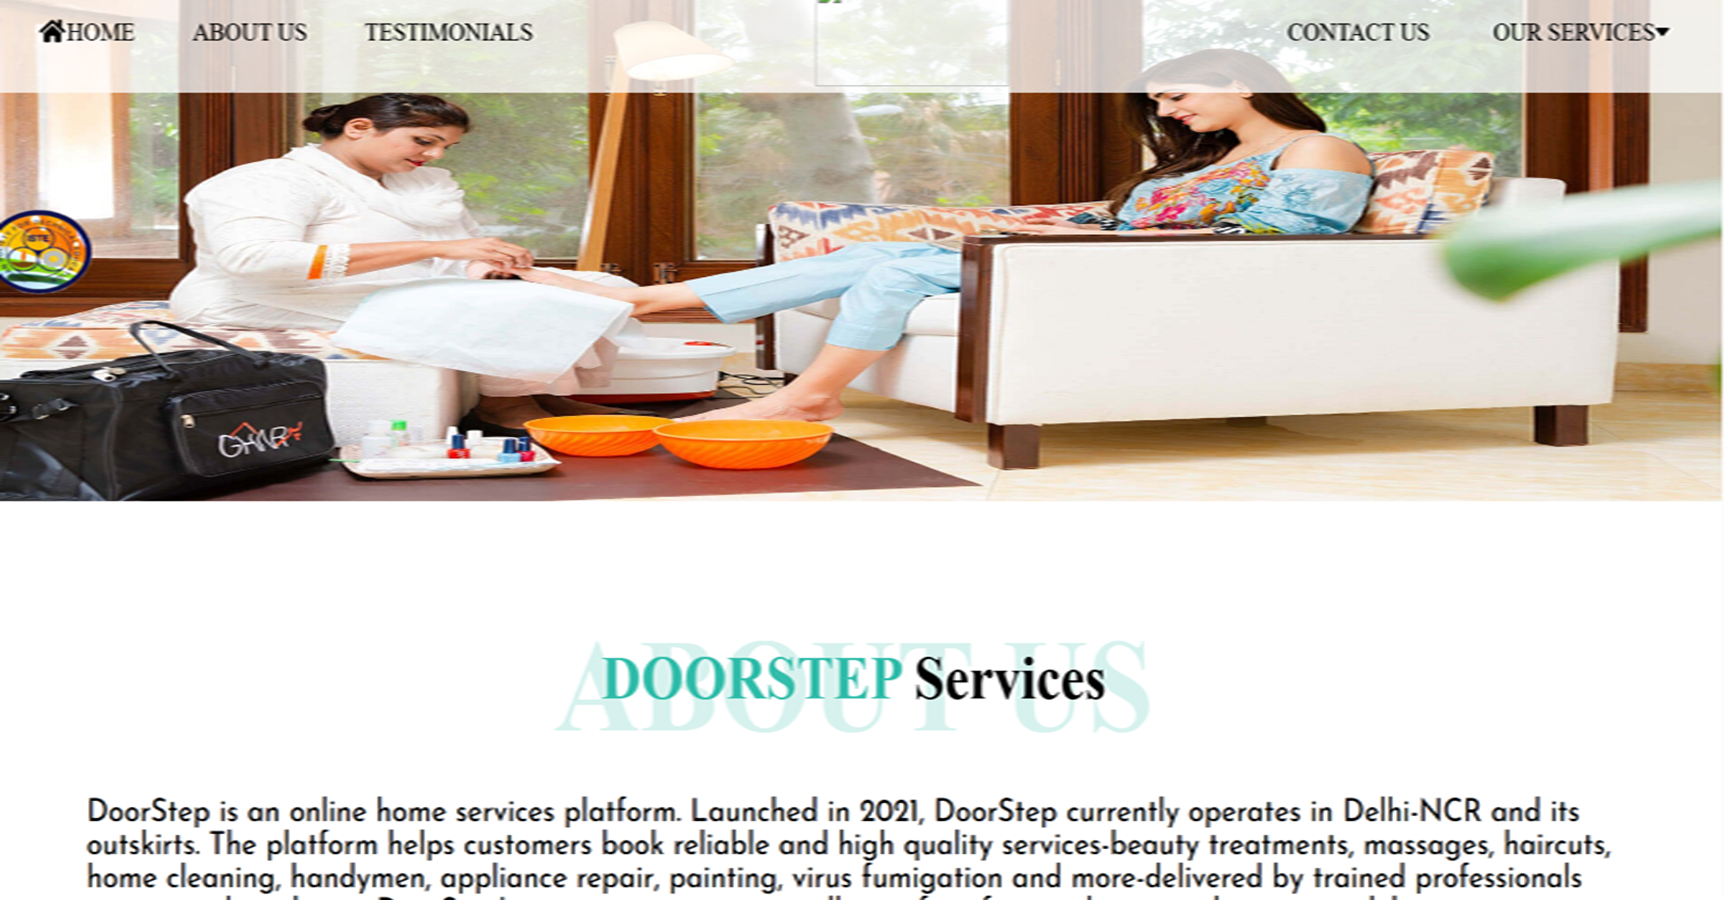 HOME ABOUT US TESTIMONIALS CONTACT US OUR SERVICES
ISTE
ABOUT US
DOORSTEP Services
DoorStep is an online home services platform. Launched in 2021, DoorStep currently operates in Delhi-NCR and its
outskirts. The platform helps customers book reliable and high quality services-beauty treatments, massages, haircuts,
home cleaning, handymen, appliance repair, painting, virus fumigation and more-delivered by trained professionals